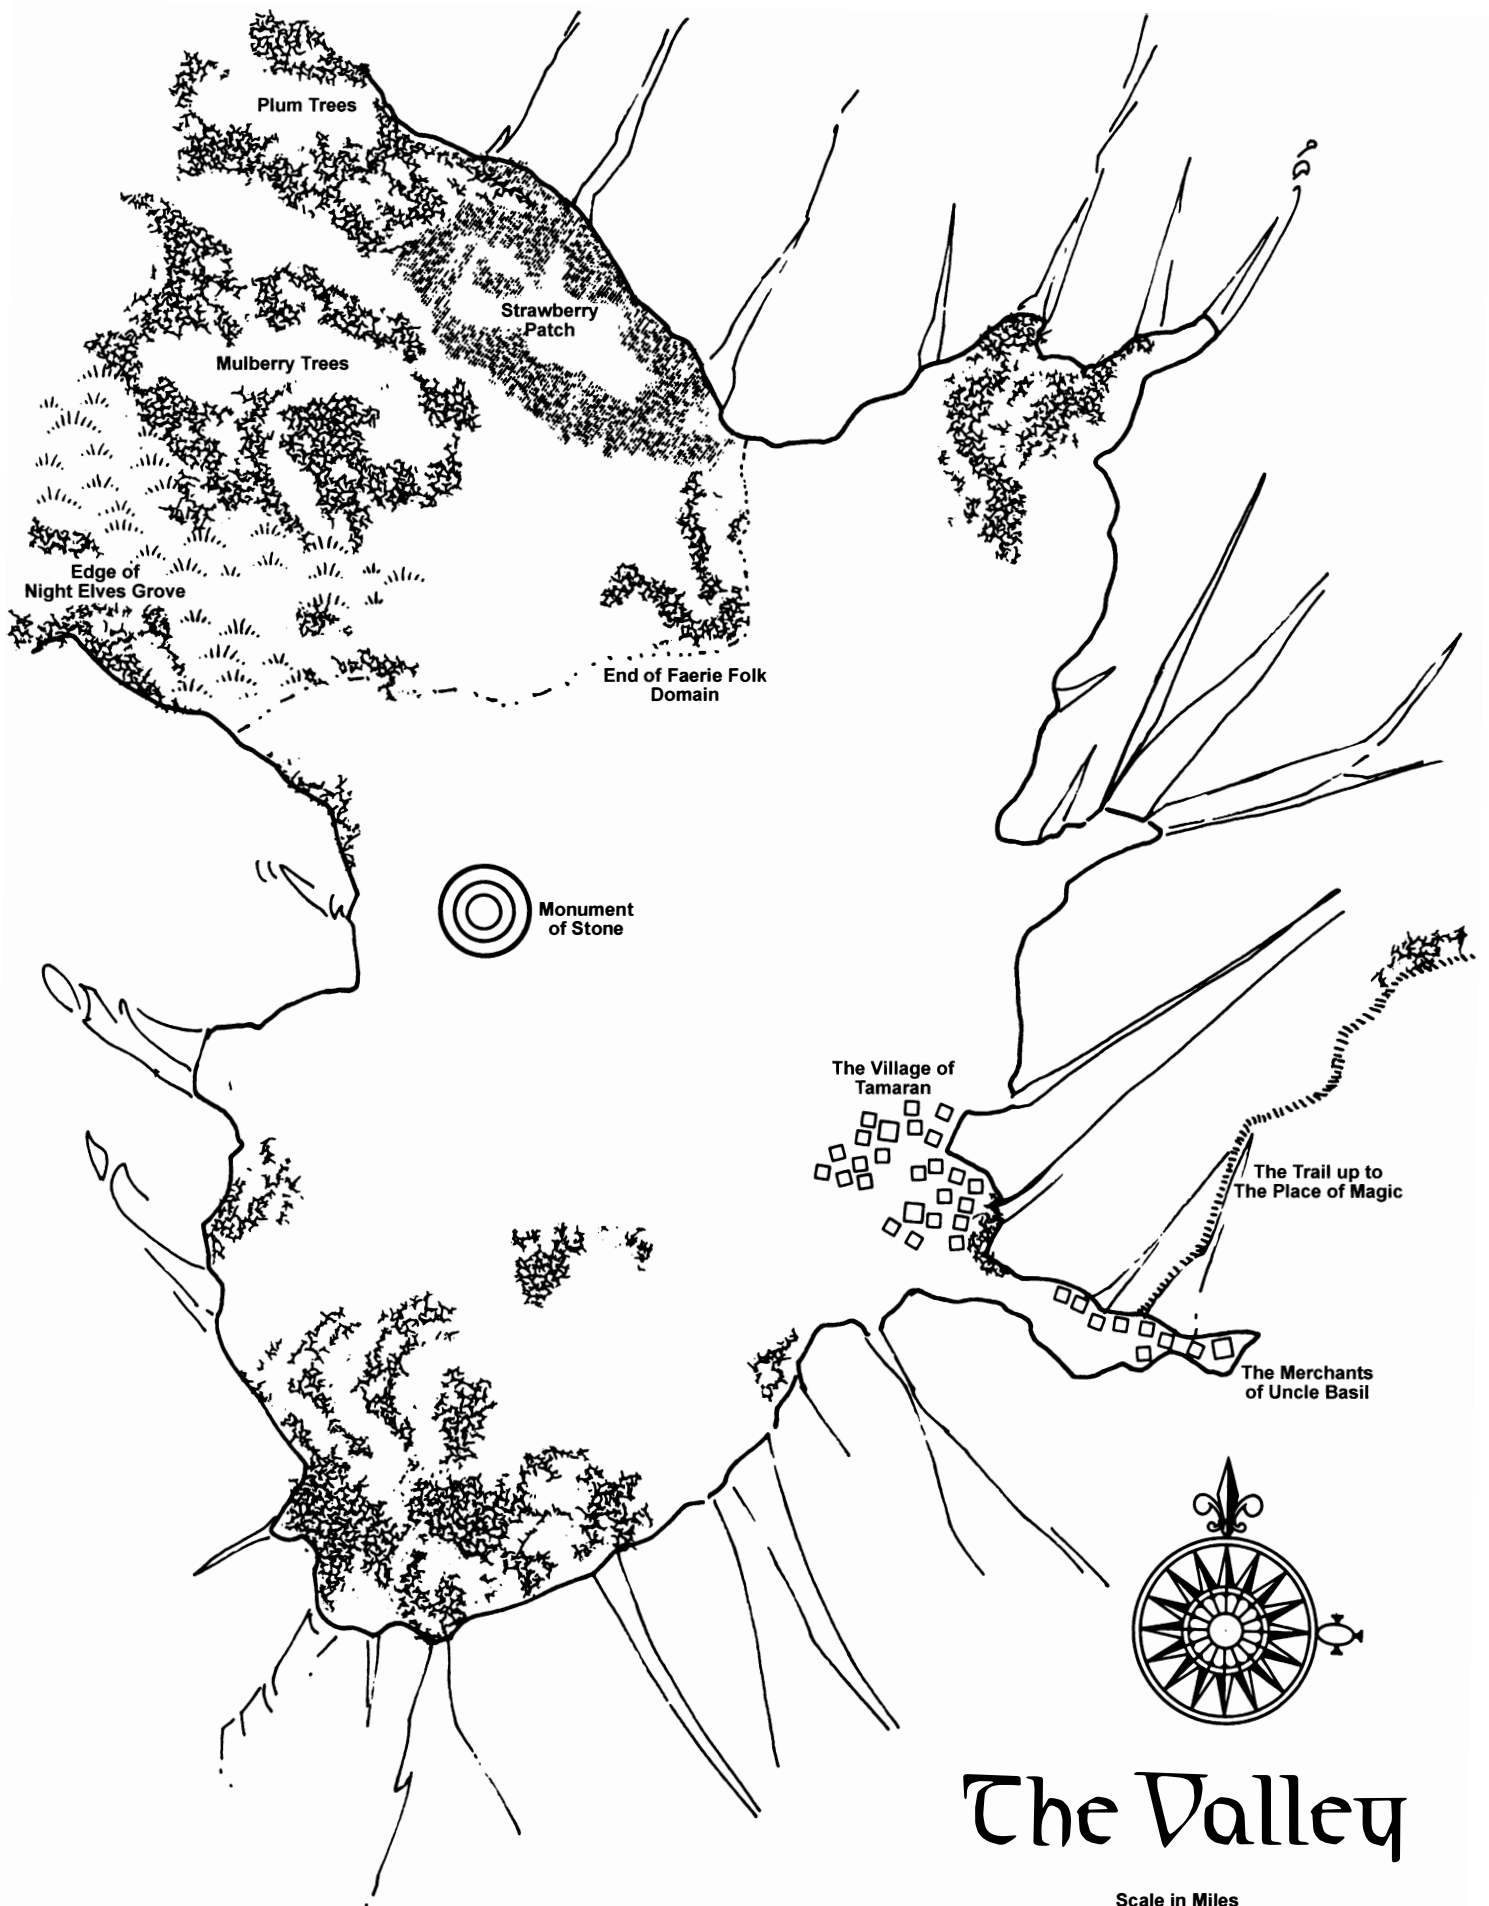 Plum Trees
Strawberry
Patch
Mulberry Trees
Edge of
Night Elves Grove
End of Faerie Folk
Domain
Monument
of Stone
The Village of
Tamaran
The Trail up to
The Place of Magic
The Merchants
of Uncle Basil
The Valley
Scale in Miles